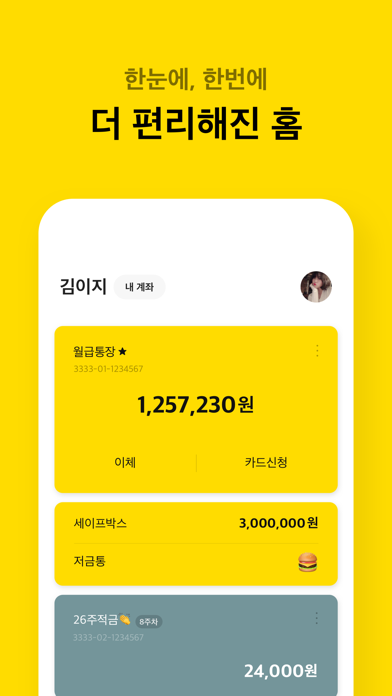 한눈에, 한번에
더 편리해진 홈
김이지 내 계좌
월급통장 ★
3333-01-1234567
1,257,230원
이체 카드신청
세이프박스 3,000,000원
저금통
26주적금 8주차
3333-02-1234567
24,000원